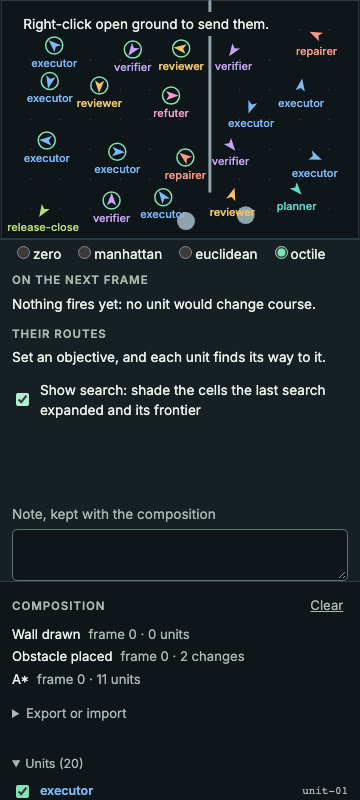 Right-click open ground to send them.
repairer
executor
verifier
reviewer
verifier
executor
reviewer
executor
refuter
executor
executor
executor
repairer
verifier
executor
release-close
verifier
executor
reviewer
planner
zero
manhattan
euclidean
octile
ON THE NEXT FRAME
Nothing fires yet: no unit would change course.
THEIR ROUTES
Set an objective, and each unit finds its way to it.
Show search: shade the cells the last search
expanded and its frontier
Note, kept with the composition
COMPOSITION
Clear
Wall drawn frame 0 · 0 units
Obstacle placed frame 0 · 2 changes
A* frame 0 · 11 units
Export or import
Units (20)
executor
unit-01